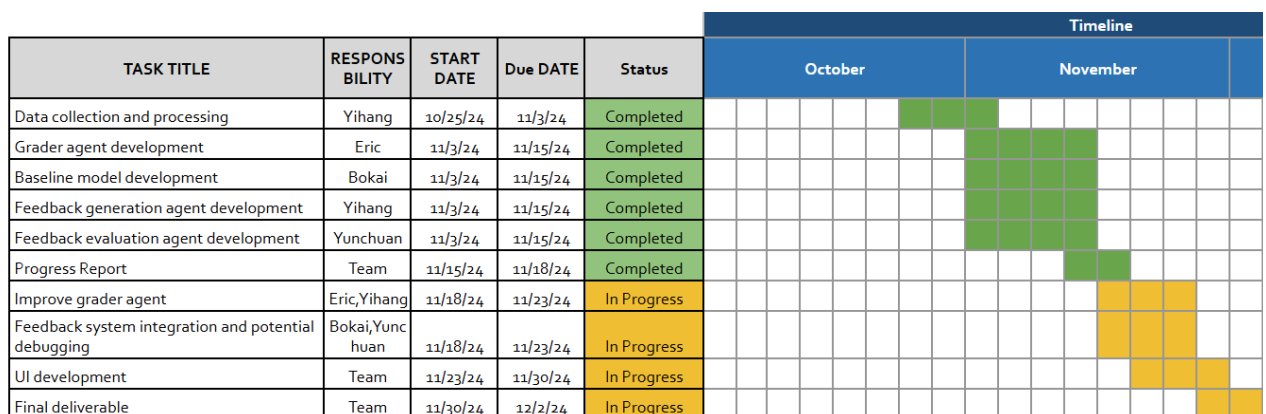 Timeline
TASK TITLE RESPONS BILITY START DATE Due DATE Status October November
Data collection and processing Yihang 10/25/24 11/3/24 Completed
Grader agent development Eric 11/3/24 11/15/24 Completed
Baseline model development Bokai 11/3/24 11/15/24 Completed
Feedback generation agent development Yihang 11/3/24 11/15/24 Completed
Feedback evaluation agent development Yunchuan 11/3/24 11/15/24 Completed
Progress Report Team 11/15/24 11/18/24 Completed
Improve grader agent Eric,Yihang 11/18/24 11/23/24 In Progress
Feedback system integration and potential debugging Bokai,Yunc huan 11/18/24 11/23/24 In Progress
UI development Team 11/23/24 11/30/24 In Progress
Final deliverable Team 11/30/24 12/2/24 In Progress